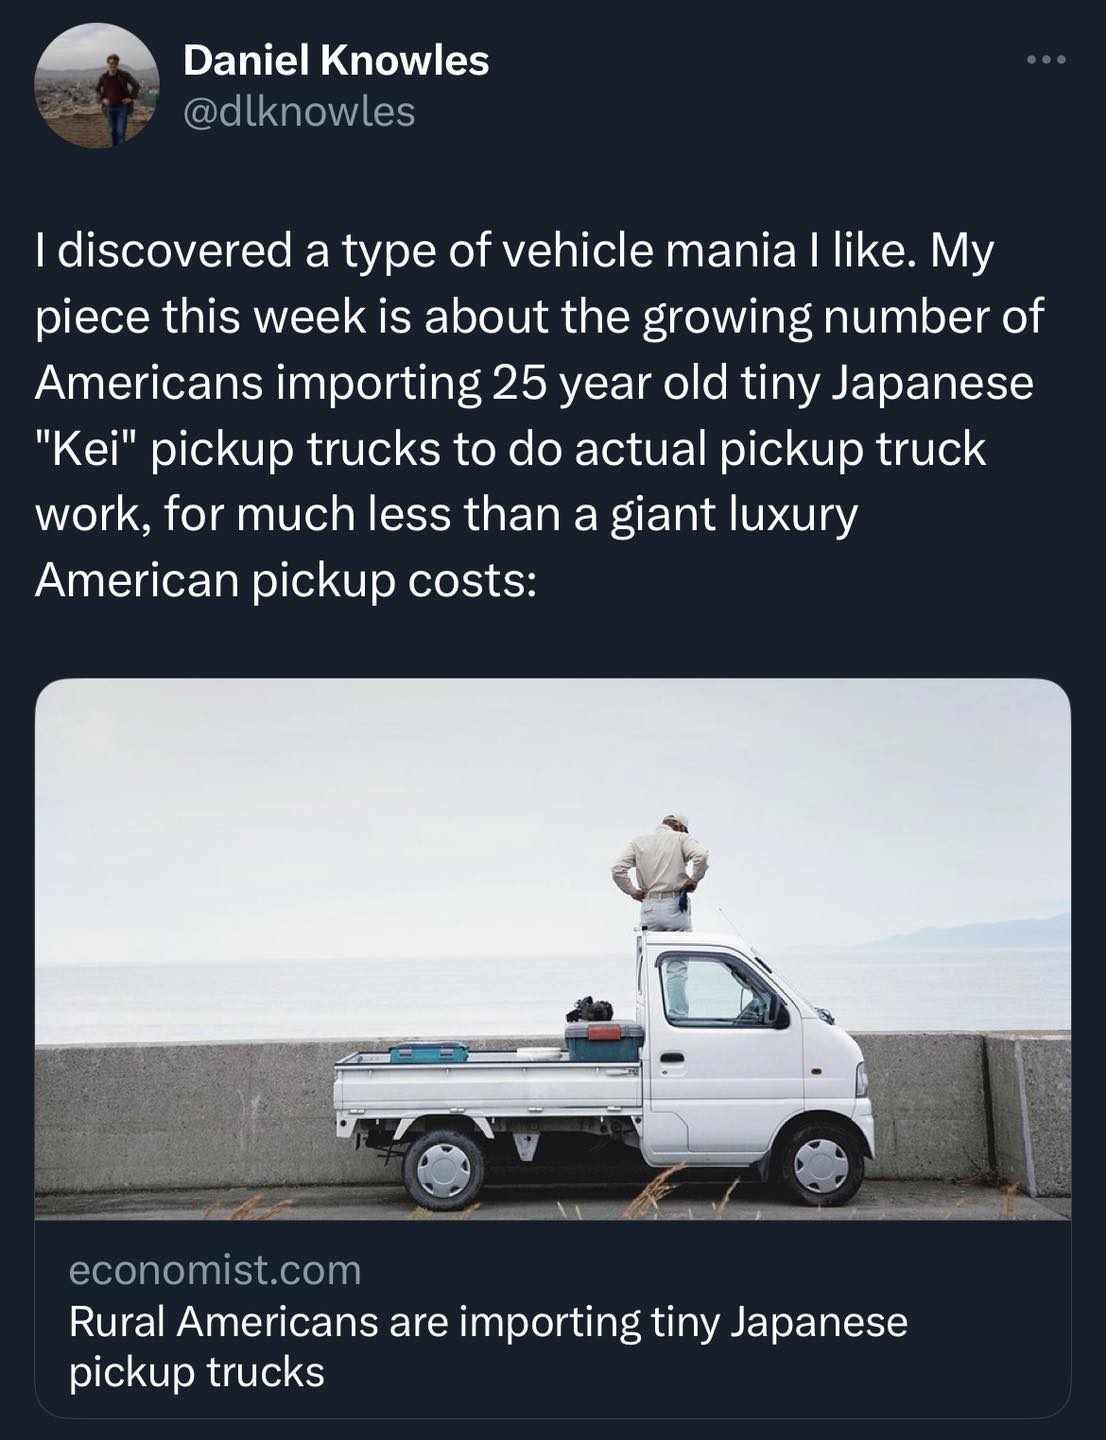 Daniel Knowles
@dlknowles
I discovered a type of vehicle mania I like. My
piece this week is about the growing number of
Americans importing 25 year old tiny Japanese
"Kei" pickup trucks to do actual pickup truck
work, for much less than a giant luxury
American pickup costs:
economist.com
Rural Americans are importing tiny Japanese
pickup trucks